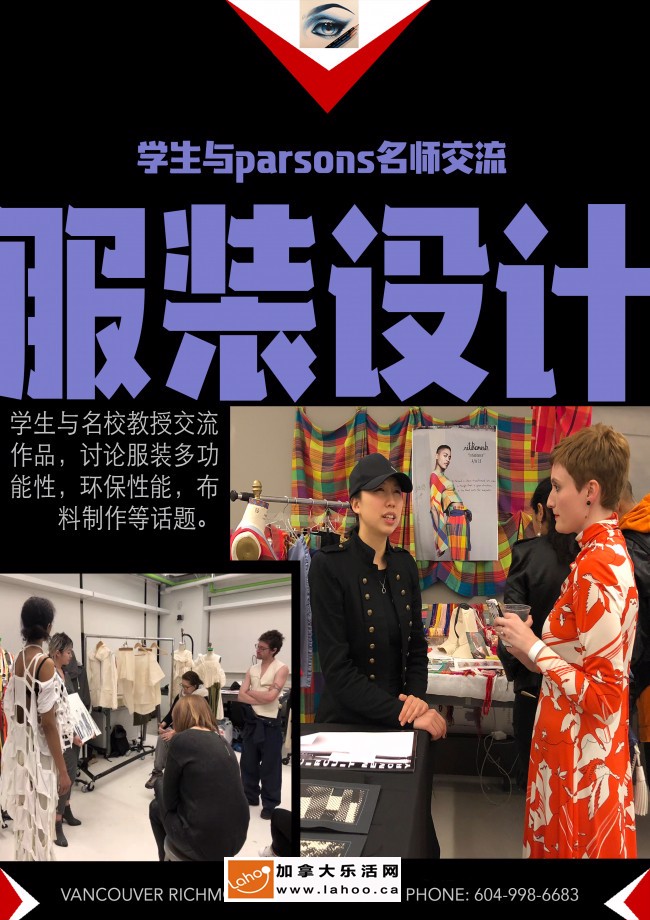 学生与parsons名师交流
服装设计
学生与名校教授交流
作品，讨论服装多功
能性，环保性能，布
料制作等话题。
VANCOUVER RICHM
PHONE: 604-998-6683
Lahoo
加拿大乐活网
www.lahoo.ca